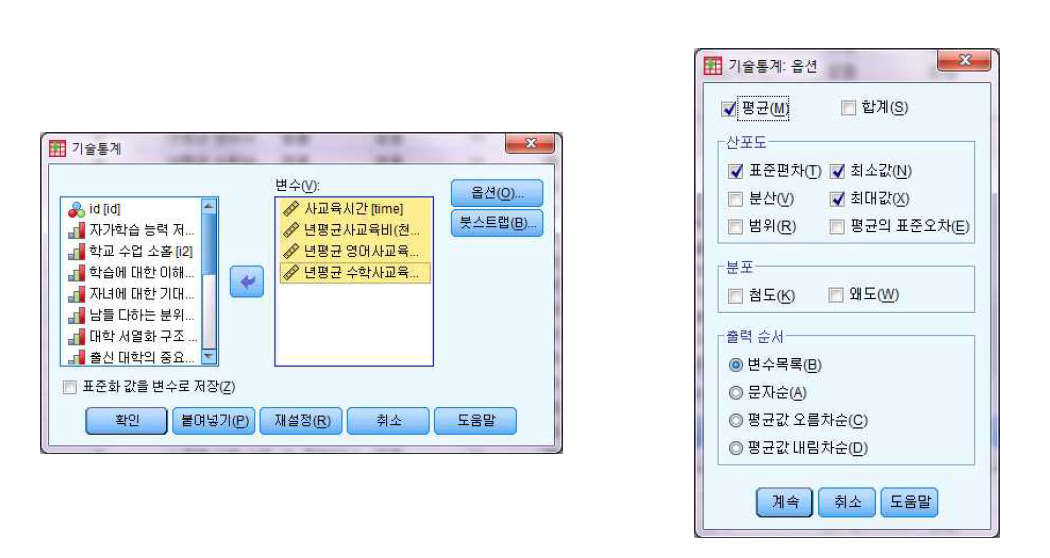 기술통계
변수(V):
id [id]
자가학습 능력 저...
학교 수업 소홀 [i2]
학습에 대한 이해...
자녀에 대한 기대...
남들 다하는 분위...
대학 서열화 구조 ...
출신 대학의 중요...
사교육시간 [time]
년평균사교육비(천...
년평균 영어사교육...
년평균 수학사교육...
옵션(O)...
붓스트랩(B)...
표준화 값을 변수로 저장(Z)
확인 붙여넣기(P) 재설정(R) 취소 도움말
기술통계: 옵션
평균(M) 합계(S)
산포도
표준편차(T) 최소값(N)
분산(V) 최대값(X)
범위(R) 평균의 표준오차(E)
분포
첨도(K) 왜도(W)
출력 순서
변수목록(B)
문자순(A)
평균값 오름차순(C)
평균값 내림차순(D)
계속 취소 도움말